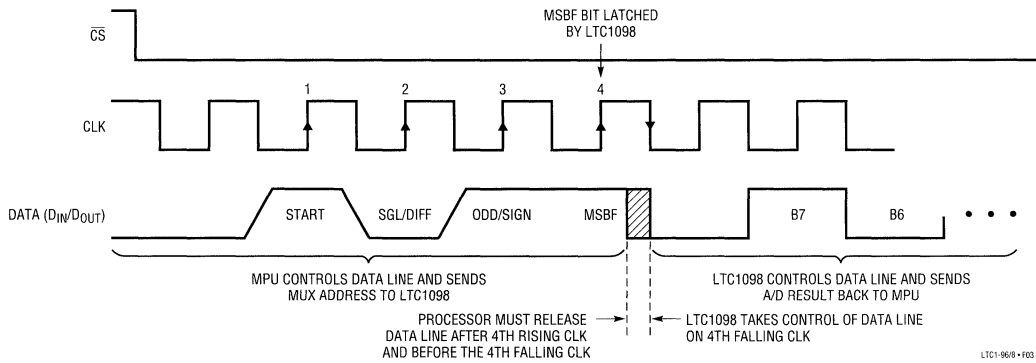 MSBF BIT LATCHED
BY LTC1098
CS
1 2 3 4
CLK
DATA (DIN/DOUT)
START SGL/DIFF ODD/SIGN MSBF B7 B6 • • •
MPU CONTROLS DATA LINE AND SENDS
MUX ADDRESS TO LTC1098
LTC1098 CONTROLS DATA LINE AND SENDS
A/D RESULT BACK TO MPU
PROCESSOR MUST RELEASE
DATA LINE AFTER 4TH RISING CLK
AND BEFORE THE 4TH FALLING CLK
LTC1098 TAKES CONTROL OF DATA LINE
ON 4TH FALLING CLK
LTC1-96/8 • F03